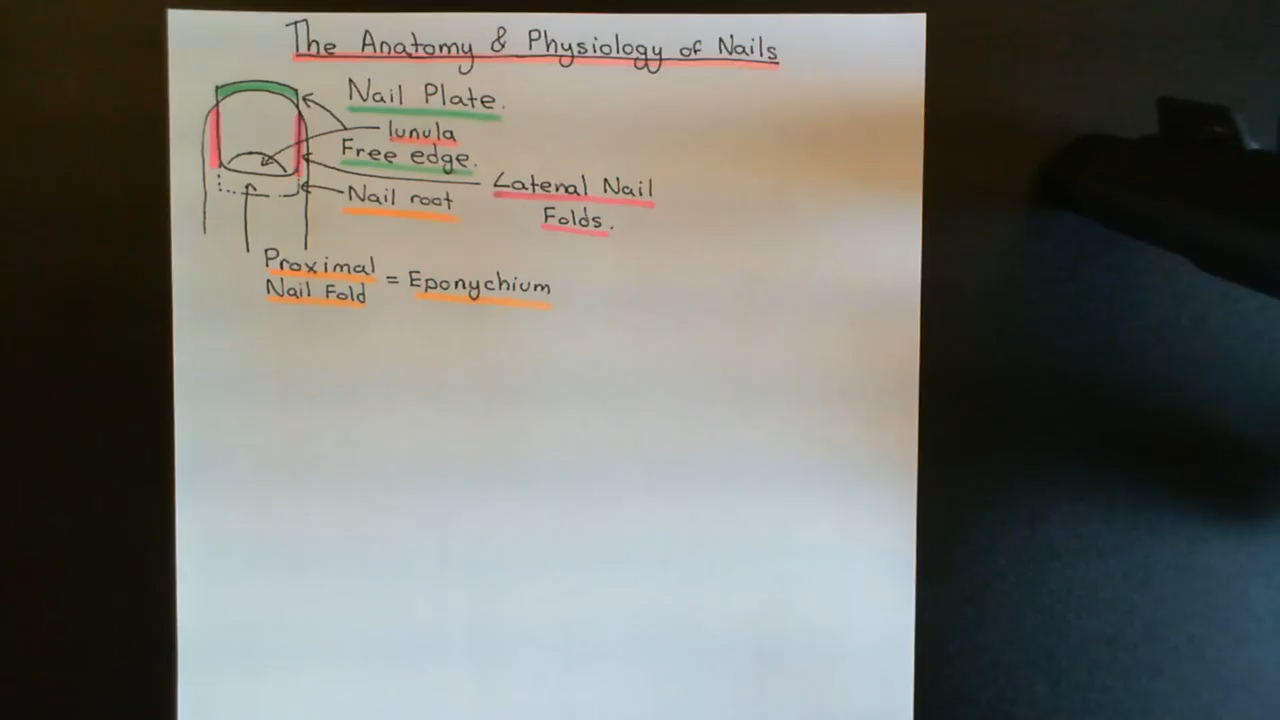 The Anatomy & Physiology of Nails
Nail Plate.
lunula
Free edge.
Lateral Nail
Folds.
Nail root
Proximal
Nail Fold
= Eponychium